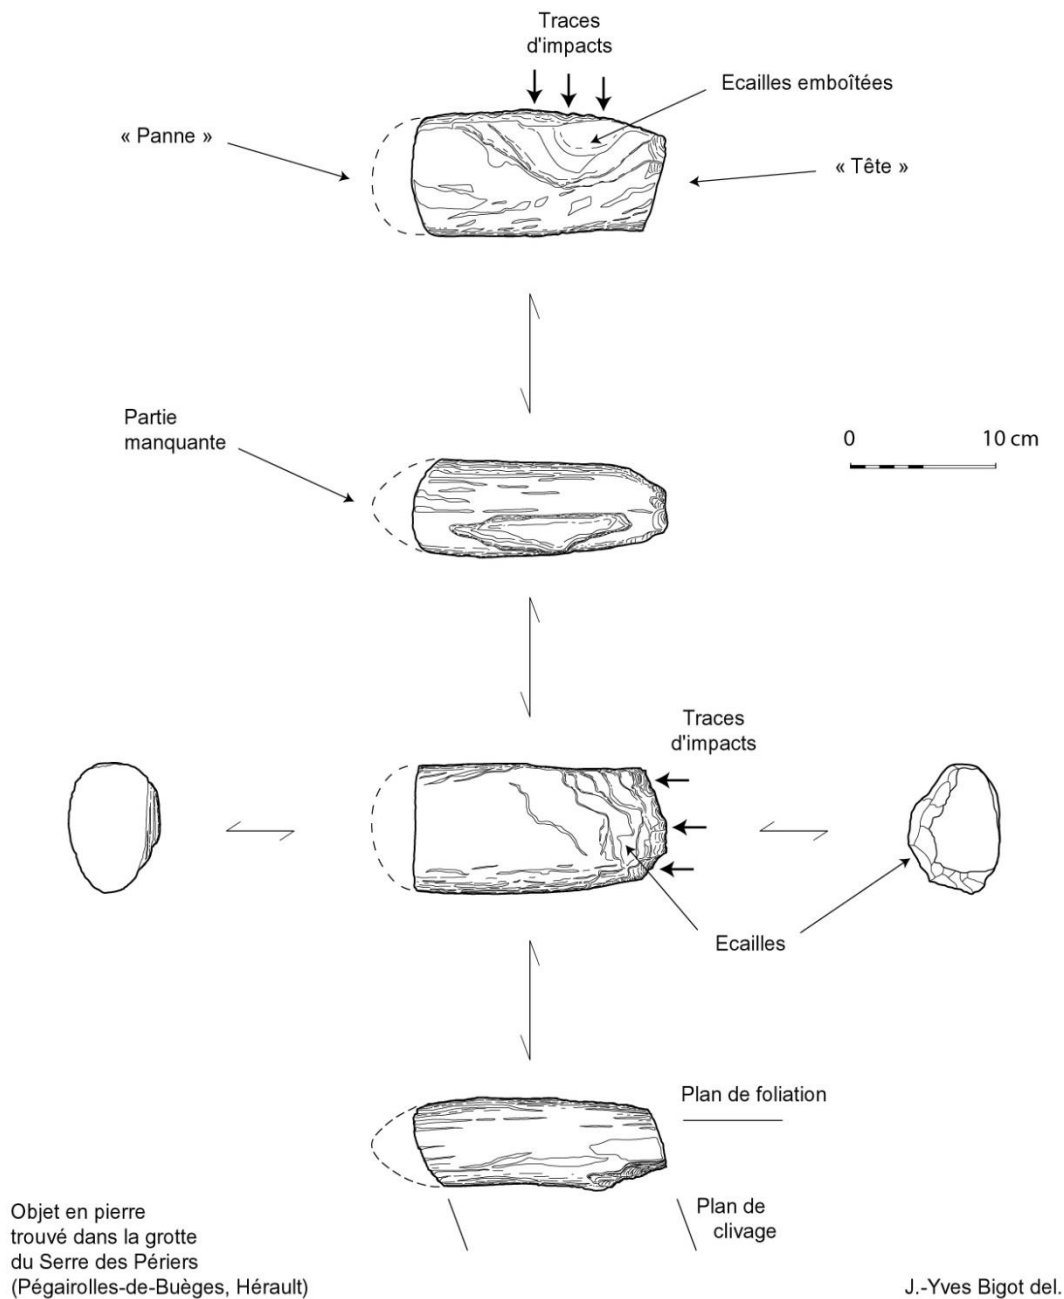 Traces
d'impacts
Ecailles emboîtées
« Panne »
« Tête »
Partie
manquante
0 10 cm
Traces
d'impacts
Ecailles
Plan de foliation
Plan de
clivage
Objet en pierre
trouvé dans la grotte
du Serre des Périers
(Pégairolles-de-Buèges, Hérault)
J.-Yves Bigot del.